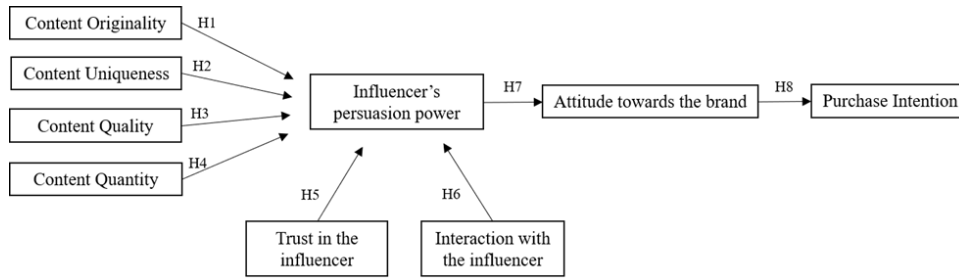 Content Originality
H1
Content Uniqueness
H2
Content Quality
H3
Content Quantity
H4
Influencer's
persuasion power
H7
Attitude towards the brand
H8
Purchase Intention
H5
H6
Trust in the
influencer
Interaction with
the influencer